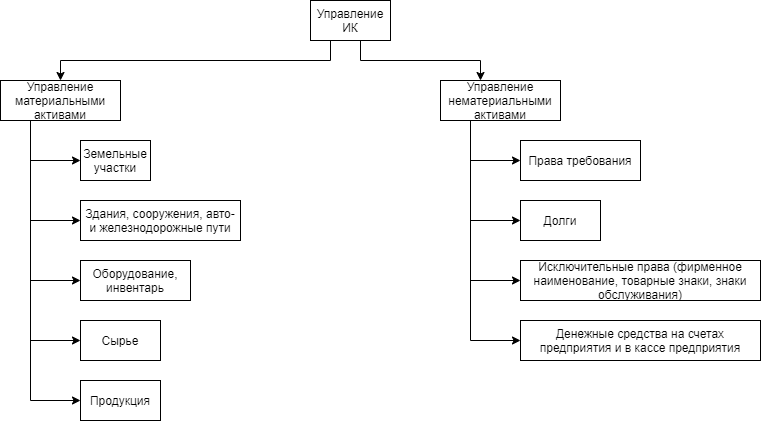 Управление
ИК
Управление
материальными
активами
Земельные
участки
Здания, сооружения, авто-
и железнодорожные пути
Оборудование,
инвентарь
Сырье
Продукция
Управление
нематериальными
активами
Права требования
Долги
Исключительные права (фирменное
наименование, товарные знаки, знаки
обслуживания)
Денежные средства на счетах
предприятия и в кассе предприятия